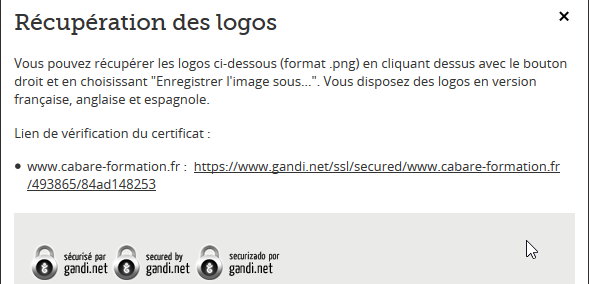 Récupération des logos
Vous pouvez récupérer les logos ci-dessous (format .png) en cliquant dessus avec le bouton
droit et en choisissant "Enregistrer l'image sous...". Vous disposez des logos en version
française, anglaise et espagnole.
Lien de vérification du certificat :
www.cabare-formation.fr : https://www.gandi.net/ssl/secured/www.cabare-formation.fr
/493865/84ad148253
sécurisé par
gandi.net
secured by
gandi.net
securizado por
gandi.net